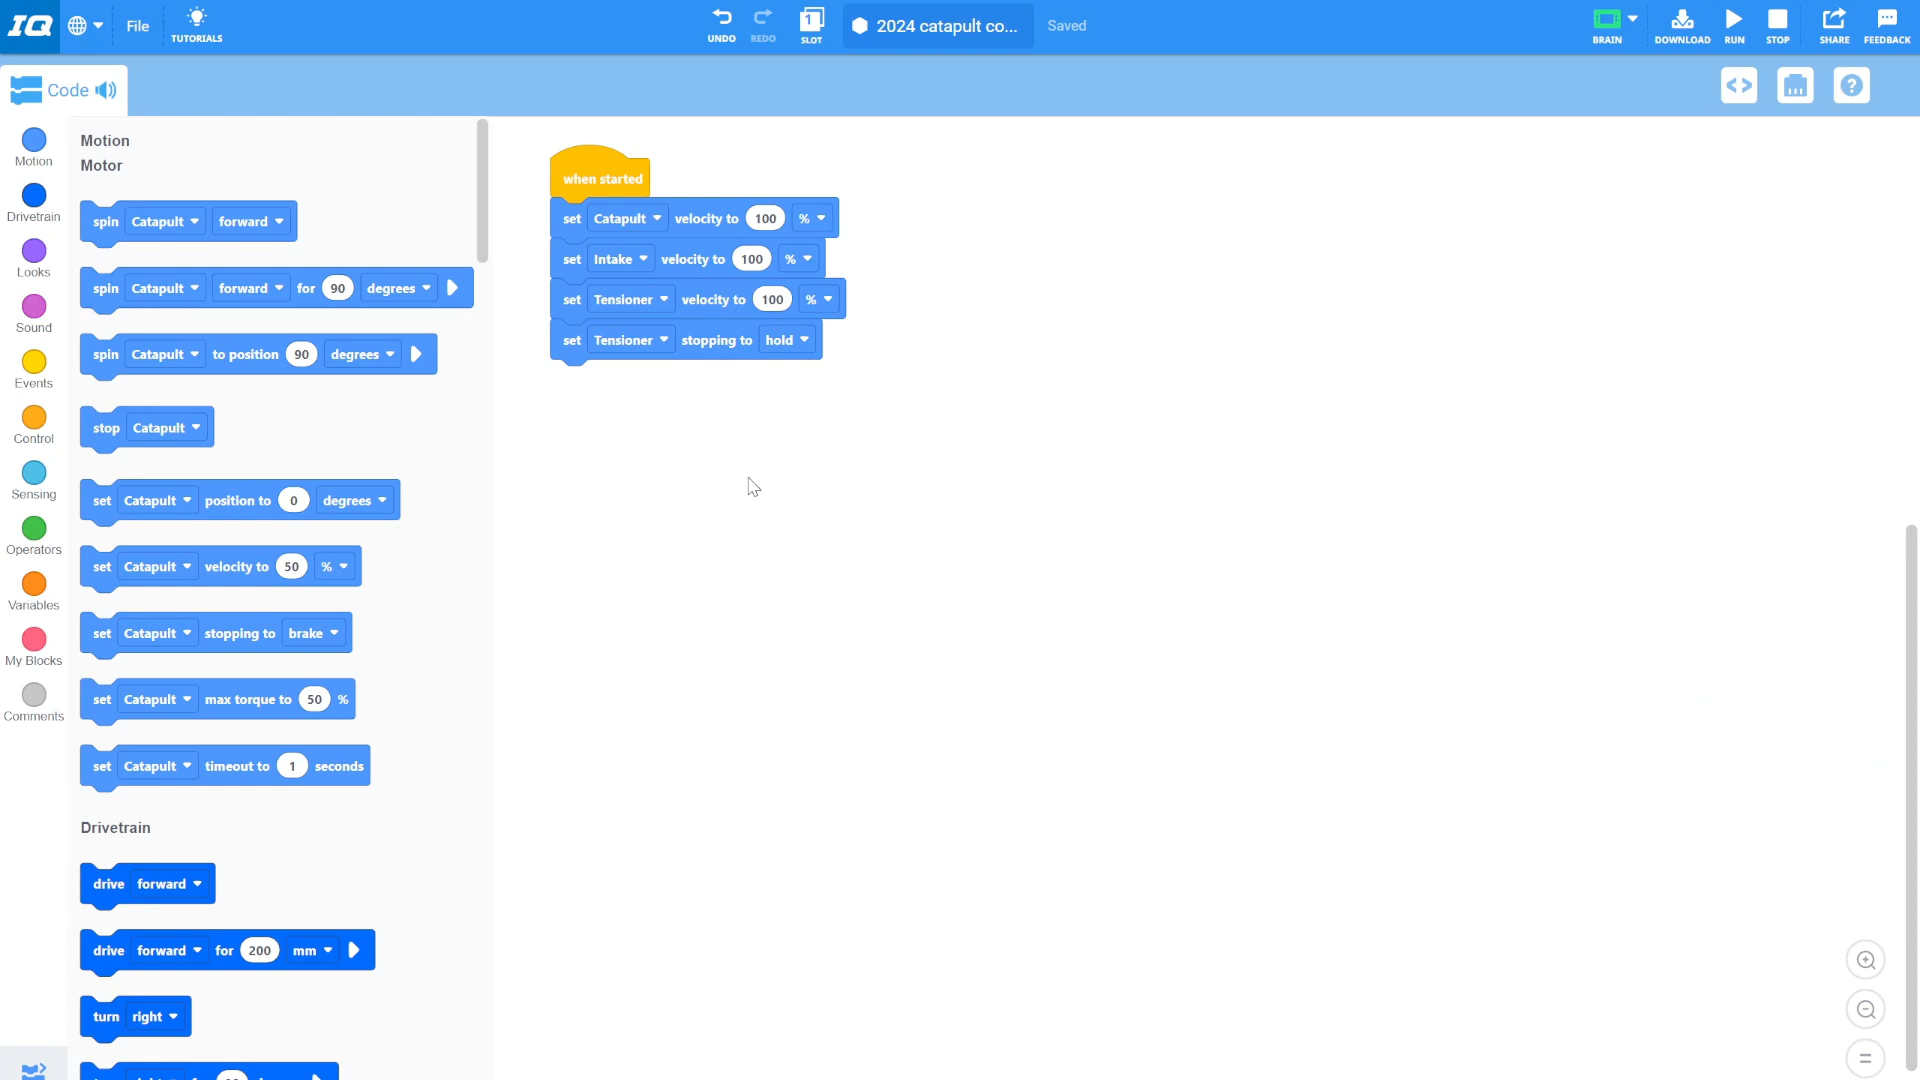 IQ
File
TUTORIALS
UNDO
REDO
1
SLOT
2024 catapult co...
Saved
BRAIN
DOWNLOAD
RUN
STOP
SHARE
FEEDBACK
Code
Motion
Drivetrain
Looks
Sound
Events
Control
Sensing
Operators
Variables
My Blocks
Comments
Motion
Motor
spin Catapult forward
spin Catapult forward for 90 degrees
spin Catapult to position 90 degrees
stop Catapult
set Catapult position to 0 degrees
set Catapult velocity to 50 %
set Catapult stopping to brake
set Catapult max torque to 50 %
set Catapult timeout to 1 seconds
Drivetrain
drive forward
drive forward for 200 mm
turn right
when started
set Catapult velocity to 100 %
set Intake velocity to 100 %
set Tensioner velocity to 100 %
set Tensioner stopping to hold